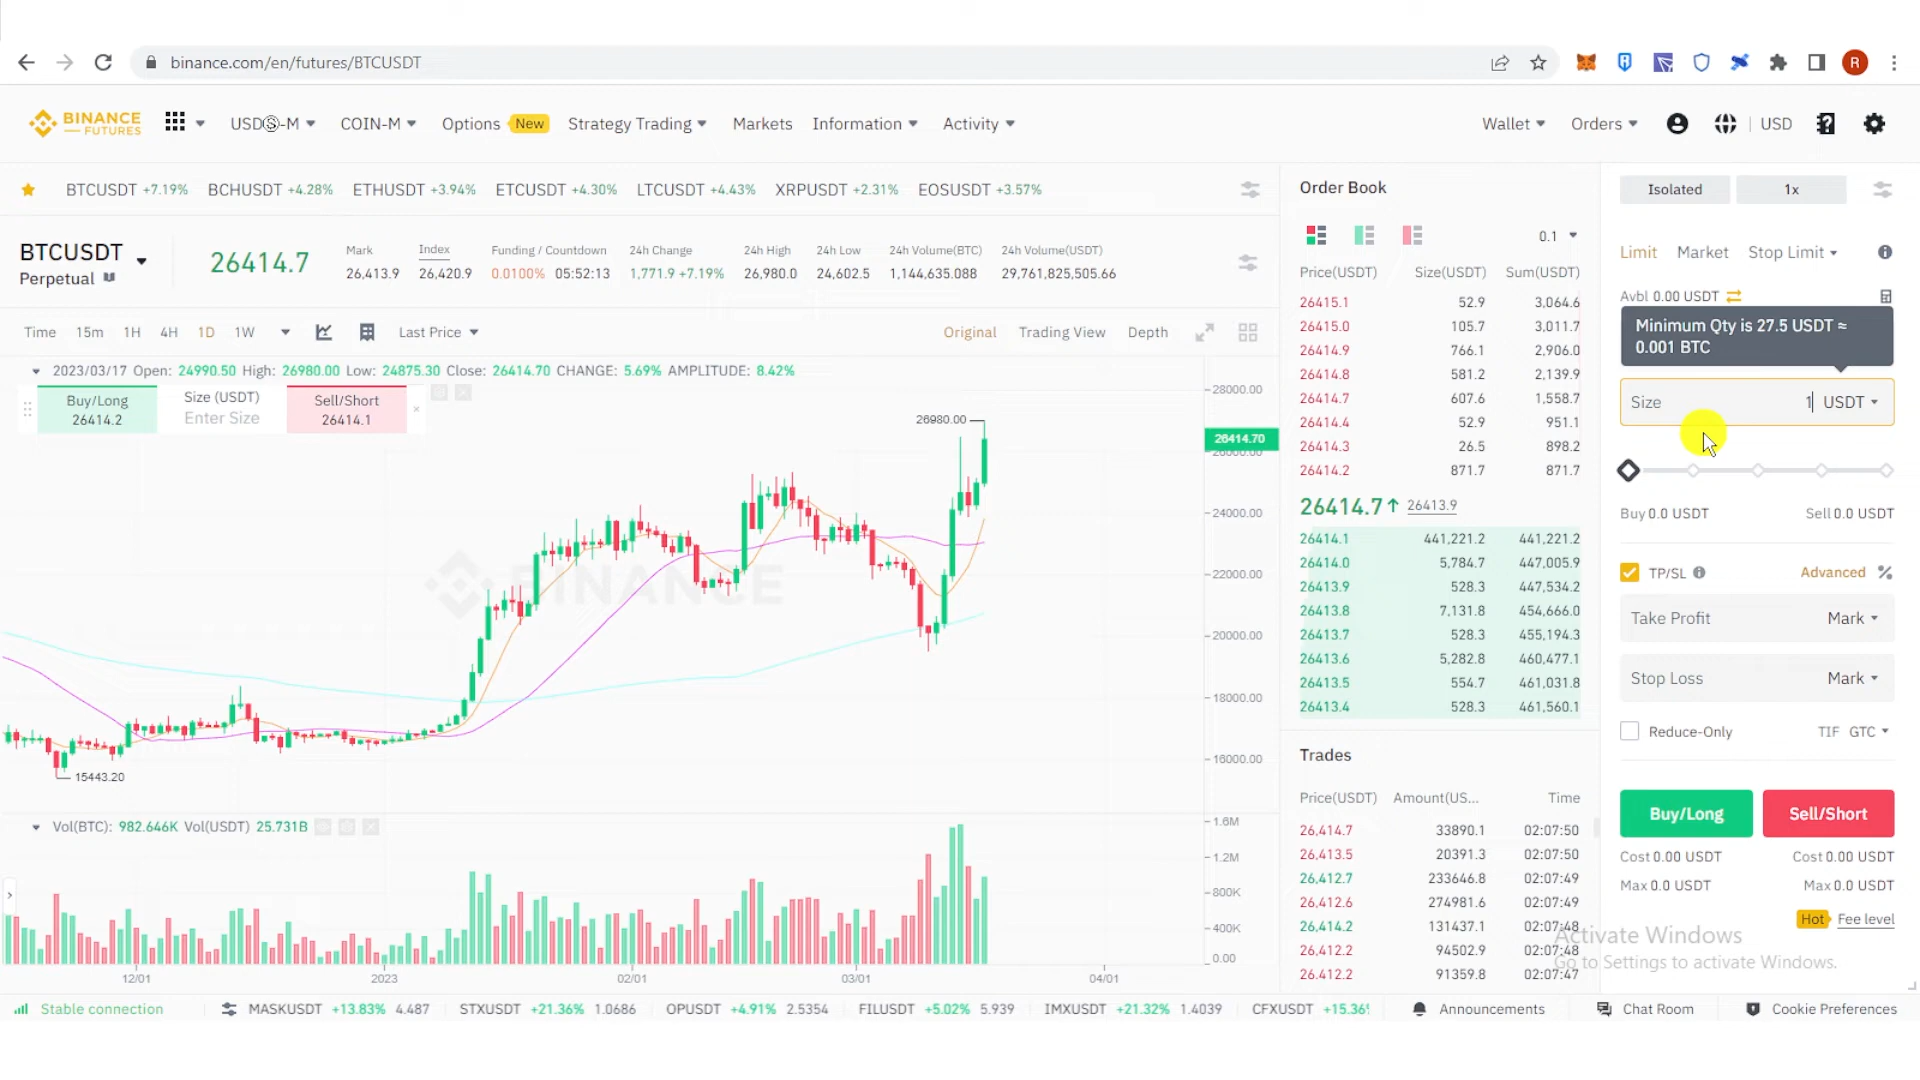 binance.com/en/futures/BTCUSDT
R
BINANCE
FUTURES
USDⓈ-M COIN-M Options New Strategy Trading Markets Information Activity Wallet Orders USD
BTCUSDT +7.19% BCHUSDT +4.28% ETHUSDT +3.94% ETCUSDT +4.30% LTCUSDT +4.43% XRPUSDT +2.31% EOSUSDT +3.57%
BTCUSDT
Perpetual
26414.7
Mark Index Funding / Countdown 24h Change 24h High 24h Low 24h Volume(BTC) 24h Volume(USDT)
26,413.9 26,420.9 0.0100% 05:52:13 1,771.9 +7.19% 26,980.0 24,602.5 1,144,635.088 29,761,825,505.66
Time 15m 1H 4H 1D 1W Last Price Original Trading View Depth
2023/03/17 Open: 24990.50 High: 26980.00 Low: 24875.30 Close: 26414.70 CHANGE: 5.69% AMPLITUDE: 8.42%
Buy/Long
26414.2
Size (USDT)
Enter Size
Sell/Short
26414.1
BINANCE
26980.00
15443.20
28000.00
26414.70
26000.00
24000.00
22000.00
20000.00
18000.00
16000.00
Vol(BTC): 982.646K Vol(USDT) 25.731B
1.6M
1.2M
800K
400K
0.00
12/01 2023 02/01 03/01 04/01
Order Book
0.1
Price(USDT) Size(USDT) Sum(USDT)
26415.1 52.9 3,064.6
26415.0 105.7 3,011.7
26414.9 766.1 2,906.0
26414.8 581.2 2,139.9
26414.7 607.6 1,558.7
26414.4 52.9 951.1
26414.3 26.5 898.2
26414.2 871.7 871.7
26414.7↑ 26413.9
26414.1 441,221.2 441,221.2
26414.0 5,784.7 447,005.9
26413.9 528.3 447,534.2
26413.8 7,131.8 454,666.0
26413.7 528.3 455,194.3
26413.6 5,282.8 460,477.1
26413.5 554.7 461,031.8
26413.4 528.3 461,560.1
Trades
Price(USDT) Amount(US... Time
26,414.7 33890.1 02:07:50
26,413.5 20391.3 02:07:50
26,412.7 233646.8 02:07:49
26,412.6 274981.6 02:07:49
26,414.2 131437.1 02:07:48
26,412.2 94502.9 02:07:48
26,412.2 91359.8 02:07:47
Isolated 1x
Limit Market Stop Limit
Avbl 0.00 USDT
Minimum Qty is 27.5 USDT ≈
0.001 BTC
Size 1 USDT
Buy 0.0 USDT Sell 0.0 USDT
TP/SL Advanced %
Take Profit Mark
Stop Loss Mark
Reduce-Only TIF GTC
Buy/Long Sell/Short
Cost 0.00 USDT Cost 0.00 USDT
Max 0.0 USDT Max 0.0 USDT
Hot Fee level
Activate Windows
Go to Settings to activate Windows.
Stable connection MASKUSDT +13.83% 4.487 STXUSDT +21.36% 1.0686 OPUSDT +4.91% 2.5354 FILUSDT +5.02% 5.939 IMXUSDT +21.32% 1.4039 CFXUSDT +15.36 Announcements Chat Room Cookie Preferences